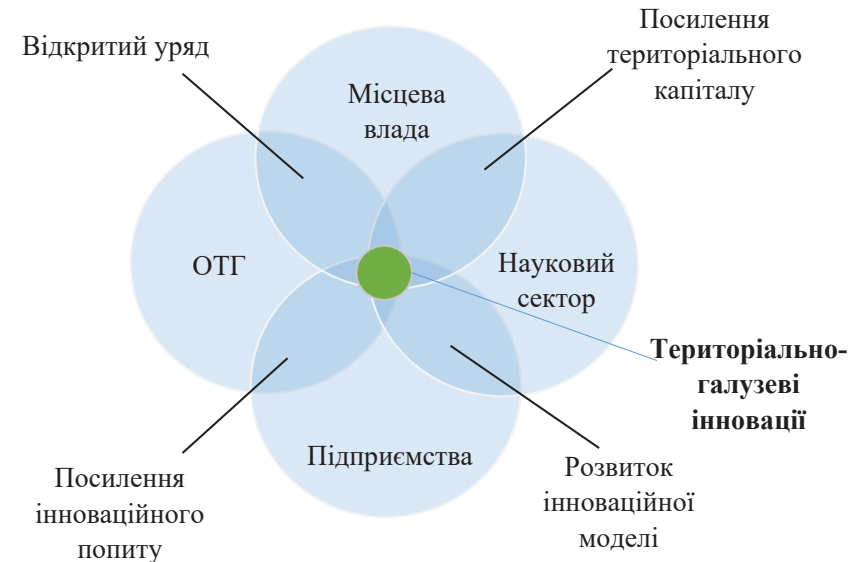 Відкритий уряд
Посилення
територіального
капіталу
Місцева
влада
ОТГ
Науковий
сектор
Територіально-
галузеві
інновації
Підприємства
Посилення
інноваційного
попиту
Розвиток
інноваційної
моделі